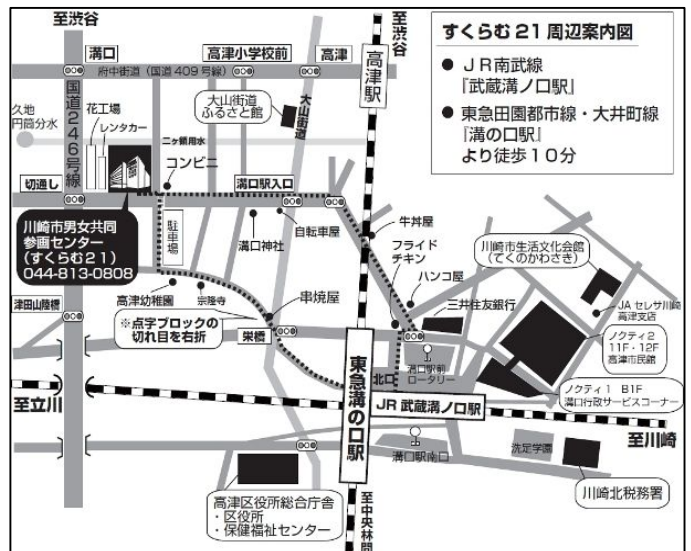 すくらむ21周辺案内図
● JR南武線
『武蔵溝ノ口駅』
● 東急田園都市線・大井町線
『溝の口駅』
より徒歩10分
至渋谷
至渋谷
溝口
高津小学校前
高津
府中街道(国道409号線)
高津駅
国道246号線
久地
円筒分水
花工場
レンタカー
大山街道
ふるさと館
大山街道
二ヶ領用水
コンビニ
切通し
溝口駅入口
川崎市男女共同
参画センター
(すくらむ21)
044-813-0808
駐車場
溝口神社
自転車屋
牛丼屋
フライド
チキン
ハンコ屋
川崎市生活文化会館
(てくのかわさき)
高津幼稚園
宗隆寺
串焼屋
三井住友銀行
JAセレサ川崎
高津支店
津田山陸橋
※点字ブロックの
切れ目を右折
栄橋
溝口駅前
ロータリー
ノクティ2
11F・12F
高津市民館
東急溝の口駅
北口
ノクティ1 B1F
溝口行政サービスコーナー
至立川
JR武蔵溝ノ口駅
至川崎
溝口駅南口
洗足学園
川崎北税務署
高津区役所総合庁舎
・区役所
・保健福祉センター
至中央林間